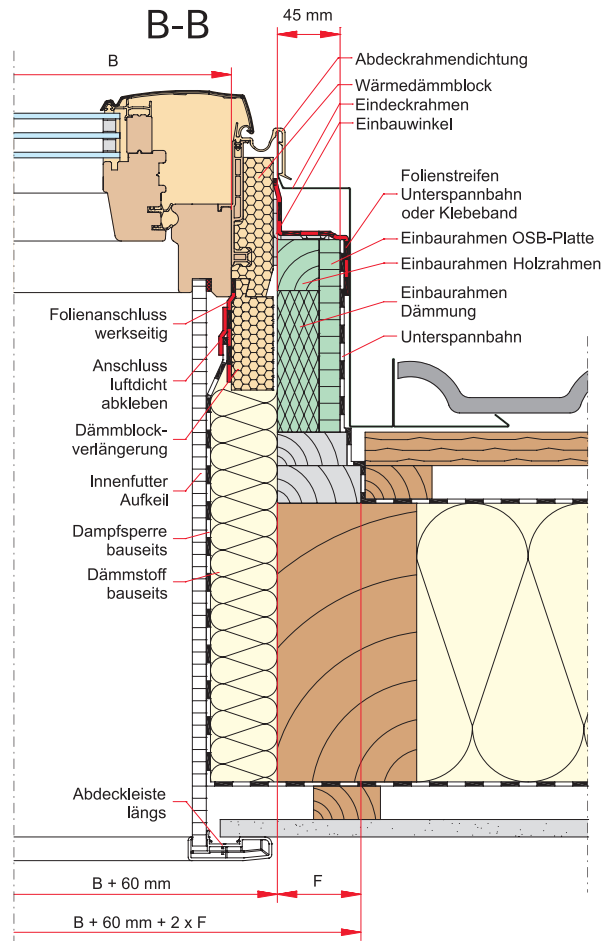 B-B
45 mm
B
Abdeckrahmendichtung
Wärmedämmblock
Eindeckrahmen
Einbauwinkel
Folienstreifen
Unterspannbahn
oder Klebeband
Einbaurahmen OSB-Platte
Einbaurahmen Holzrahmen
Einbaurahmen
Dämmung
Unterspannbahn
Folienanschluss
werkseitig
Anschluss
luftdicht
abkleben
Dämmblock-
verlängerung
Innenfutter
Aufkeil
Dampfsperre
bauseits
Dämmstoff
bauseits
Abdeckleiste
längs
B + 60 mm
F
B + 60 mm + 2 x F